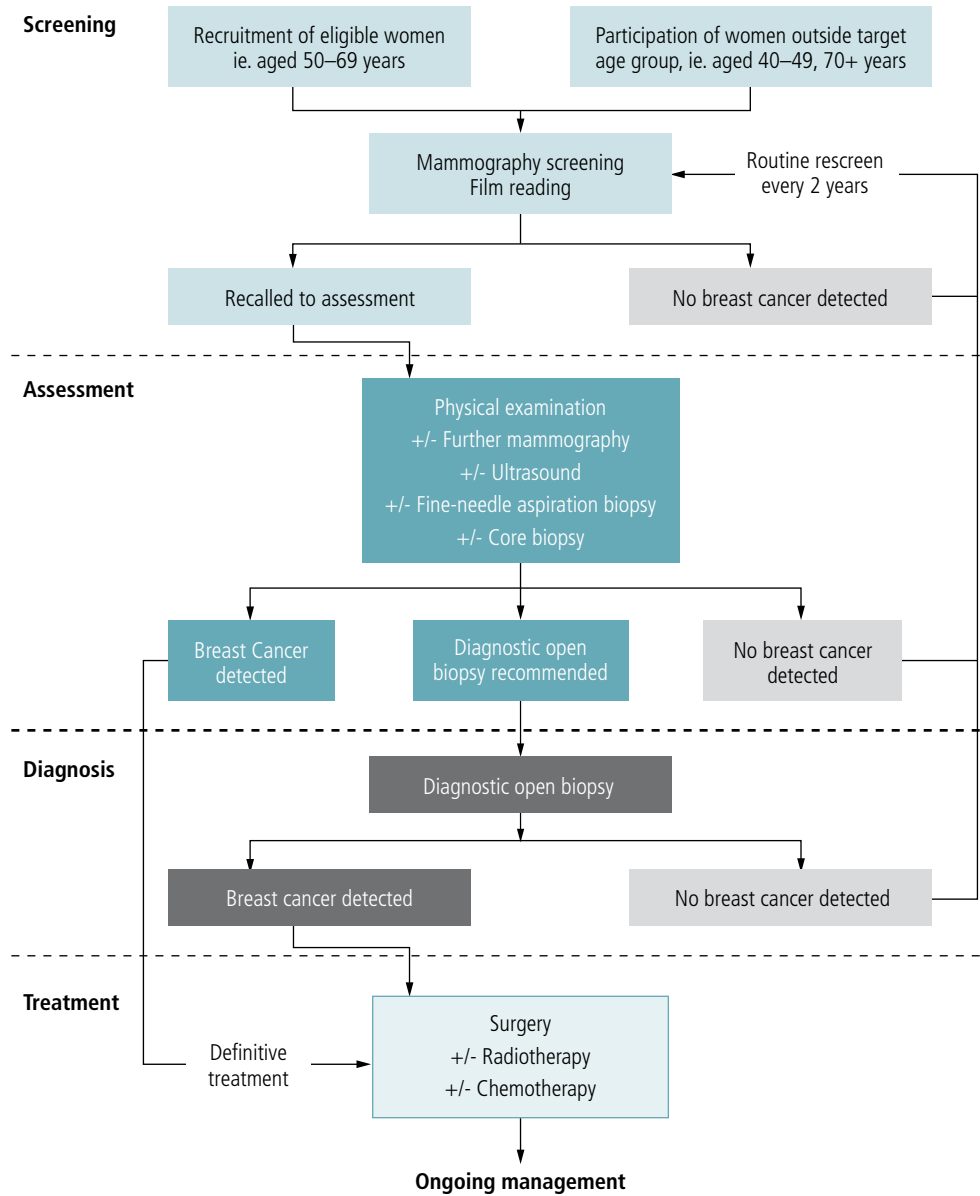 Screening
Recruitment of eligible women
ie. aged 50–69 years
Participation of women outside target
age group, ie. aged 40–49, 70+ years
Mammography screening
Film reading
Routine rescreen
every 2 years
Recalled to assessment
No breast cancer detected
Assessment
Physical examination
+/- Further mammography
+/- Ultrasound
+/- Fine-needle aspiration biopsy
+/- Core biopsy
Breast Cancer
detected
Diagnostic open
biopsy recommended
No breast cancer
detected
Diagnosis
Diagnostic open biopsy
Breast cancer detected
No breast cancer detected
Treatment
Definitive
treatment
Surgery
+/- Radiotherapy
+/- Chemotherapy
Ongoing management